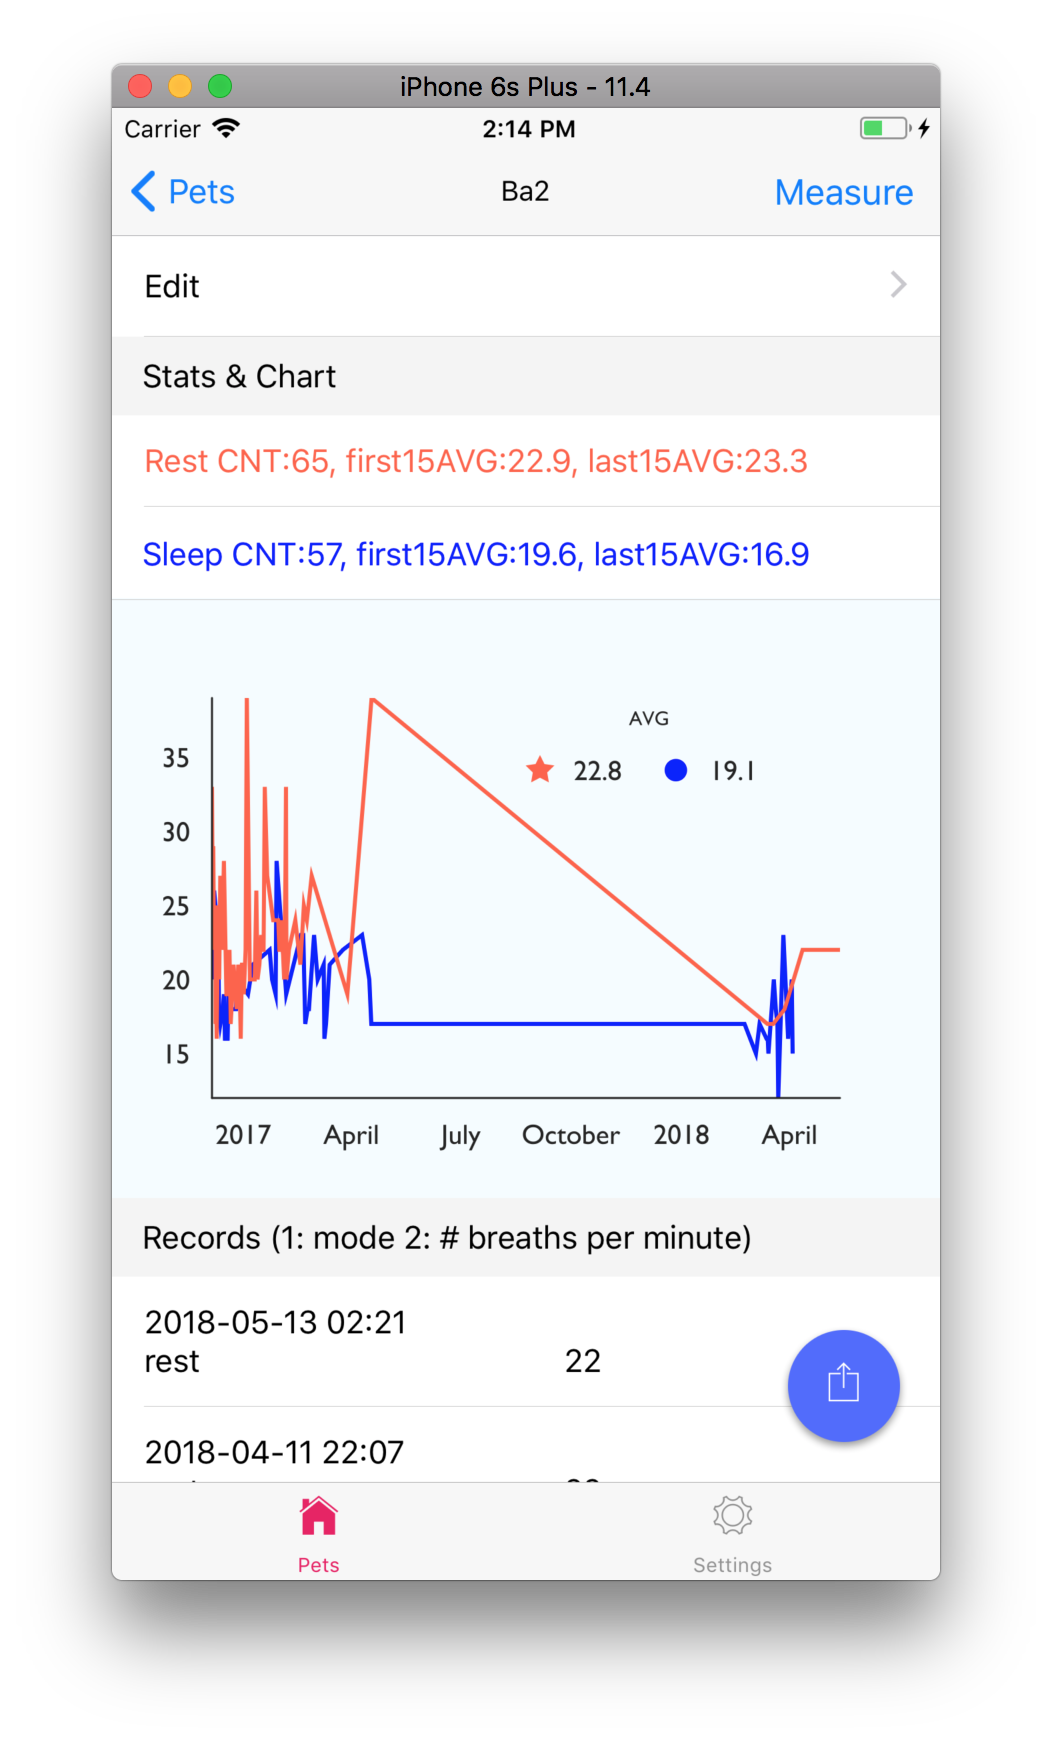 iPhone 6s Plus - 11.4
Carrier 2:14 PM
Pets Ba2 Measure
Edit
Stats & Chart
Rest CNT:65, first15AVG:22.9, last15AVG:23.3
Sleep CNT:57, first15AVG:19.6, last15AVG:16.9
AVG
22.8 19.1
35
30
25
20
15
2017 April July October 2018 April
Records (1: mode 2: # breaths per minute)
2018-05-13 02:21
rest 22
2018-04-11 22:07
Pets Settings